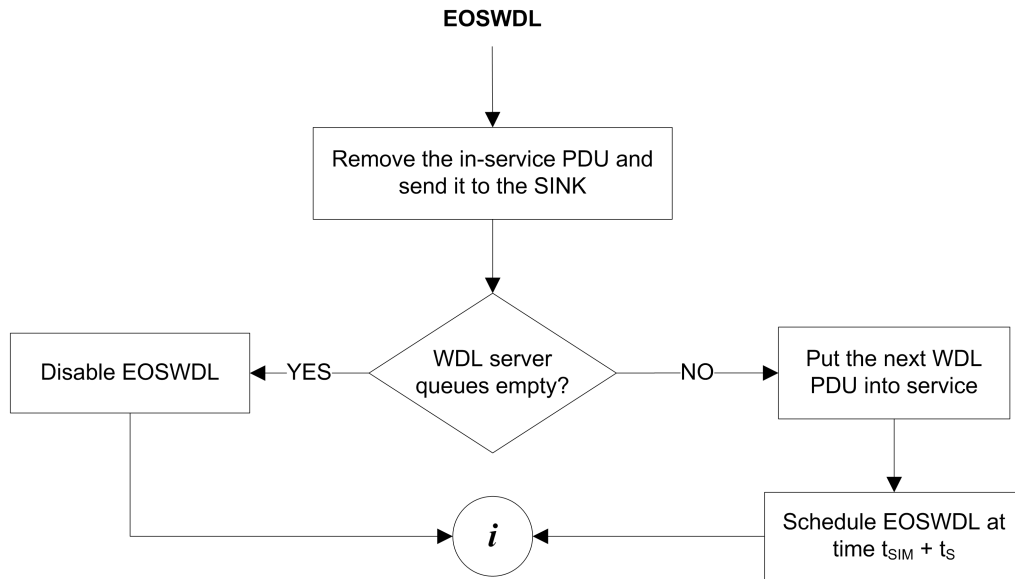 EOSWDL
Remove the in-service PDU and
send it to the SINK
WDL server
queues empty?
YES
Disable EOSWDL
NO
Put the next WDL
PDU into service
Schedule EOSWDL at
time tSIM + tS
i